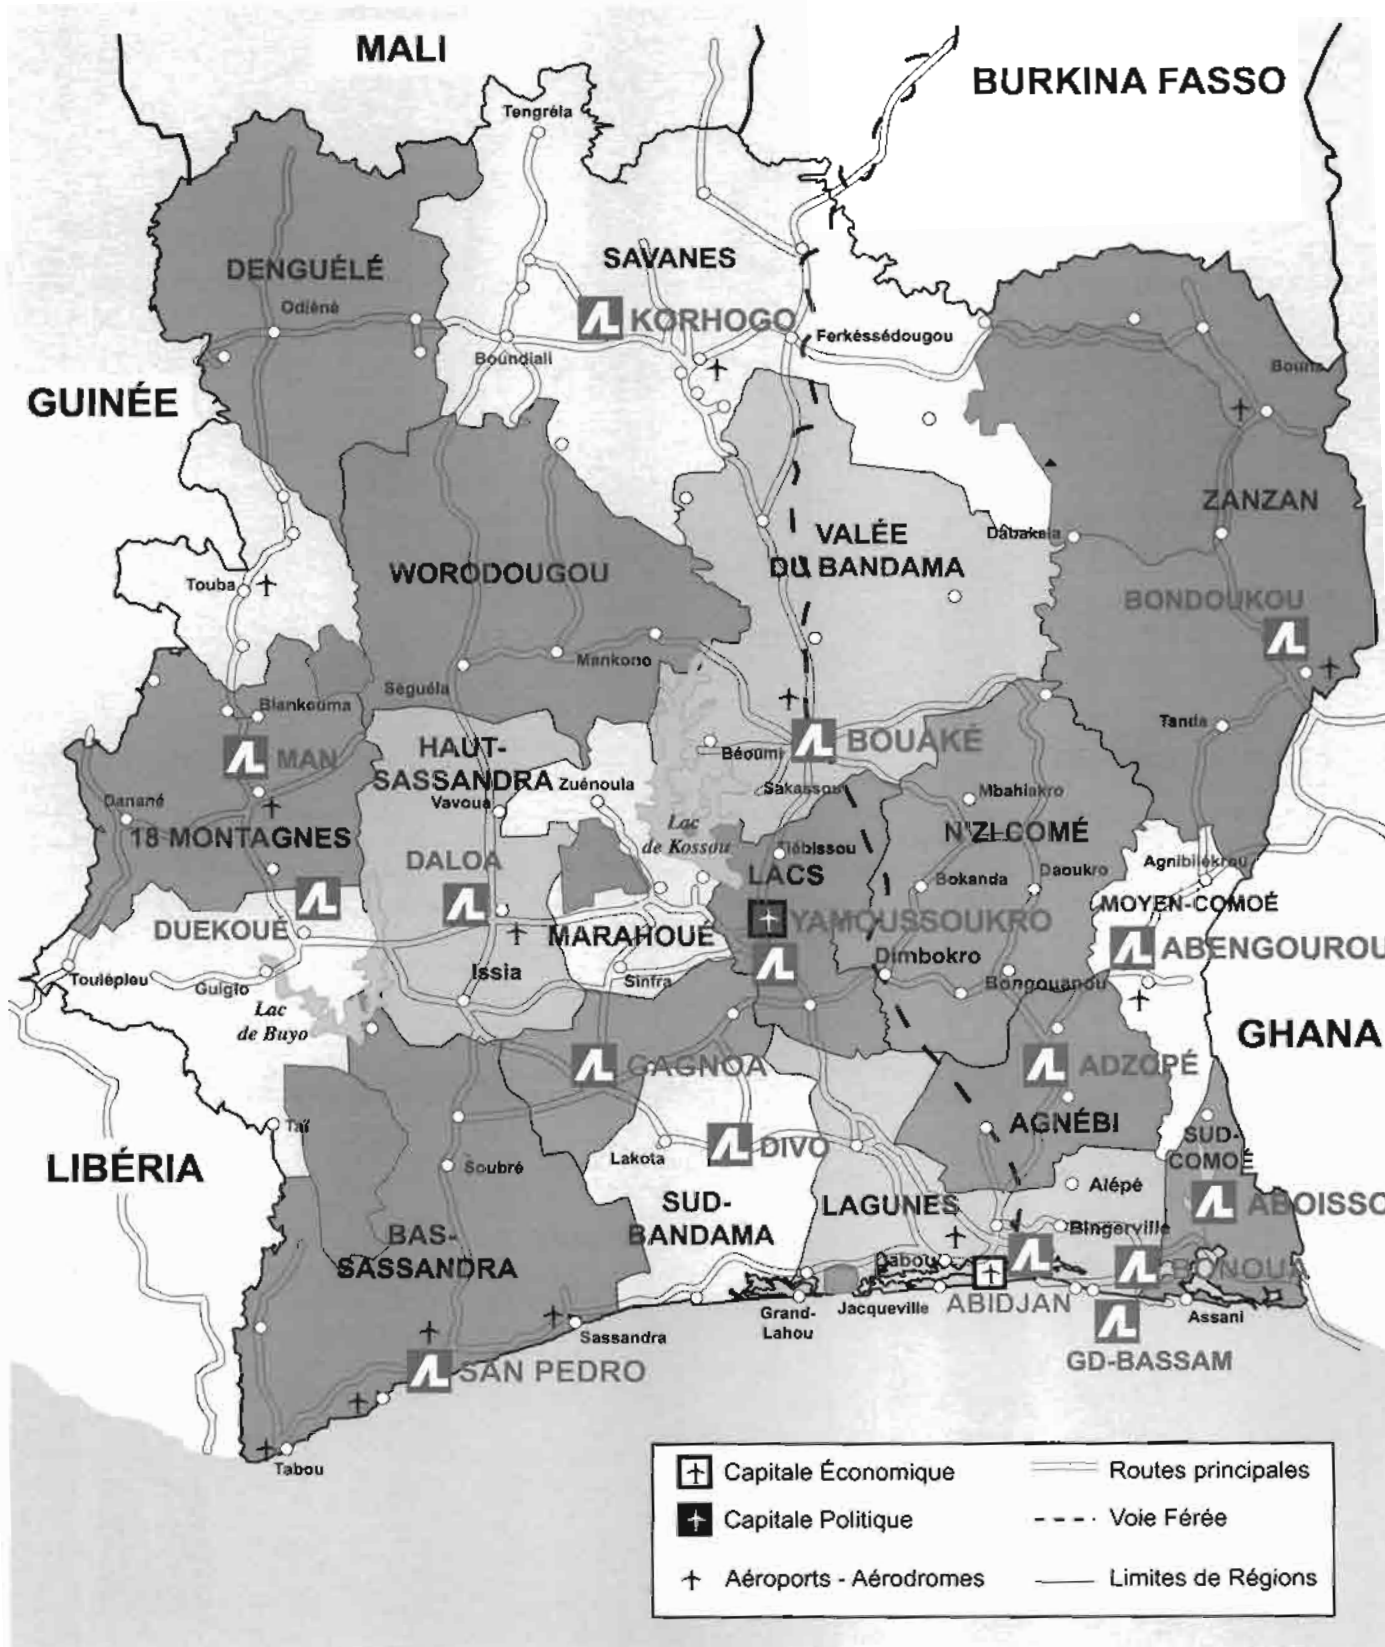 MALI
BURKINA FASSO
Tengréla
SAVANES
DENGUÉLÉ
Odiéné
KORHOGO
Ferkéssédougou
Boundiali
Bouna
GUINÉE
ZANZAN
VALÉE
DU BANDAMA
Dabakala
WORODOUGOU
Touba
BONDOUKOU
Mankono
Séguéla
Blankouma
Tanda
MAN
HAUT-
SASSANDRA
BOUAKÉ
Béoumi
Zuénoula
Sakassou
Mbahiakro
Danané
Vavoua
18 MONTAGNES
Lac
de Kossou
Tiébissou
N'ZI-COMÉ
DALOA
LACS
Bokanda
Daoukro
Agnibilékrou
MOYEN-COMOÉ
DUEKOUÉ
MARAHOUÉ
YAMOUSSOUKRO
ABENGOUROU
Dimbokro
Toulépleu
Guiglo
Issia
Sinfra
Bongouanou
Lac
de Buyo
GHANA
GAGNOA
ADZOPÉ
AGNÉBI
Taï
LIBÉRIA
Soubré
Lakota
DIVO
SUD-
COMOÉ
Alépé
SUD-
BANDAMA
LAGUNES
ABOISSO
BAS-
SASSANDRA
Bingerville
Dabou
BONOUA
ABIDJAN
Grand-
Lahou
Jacqueville
Assani
Sassandra
GD-BASSAM
SAN PEDRO
Tabou
Capitale Économique
Routes principales
Capitale Politique
Voie Férée
Aéroports - Aérodromes
Limites de Régions